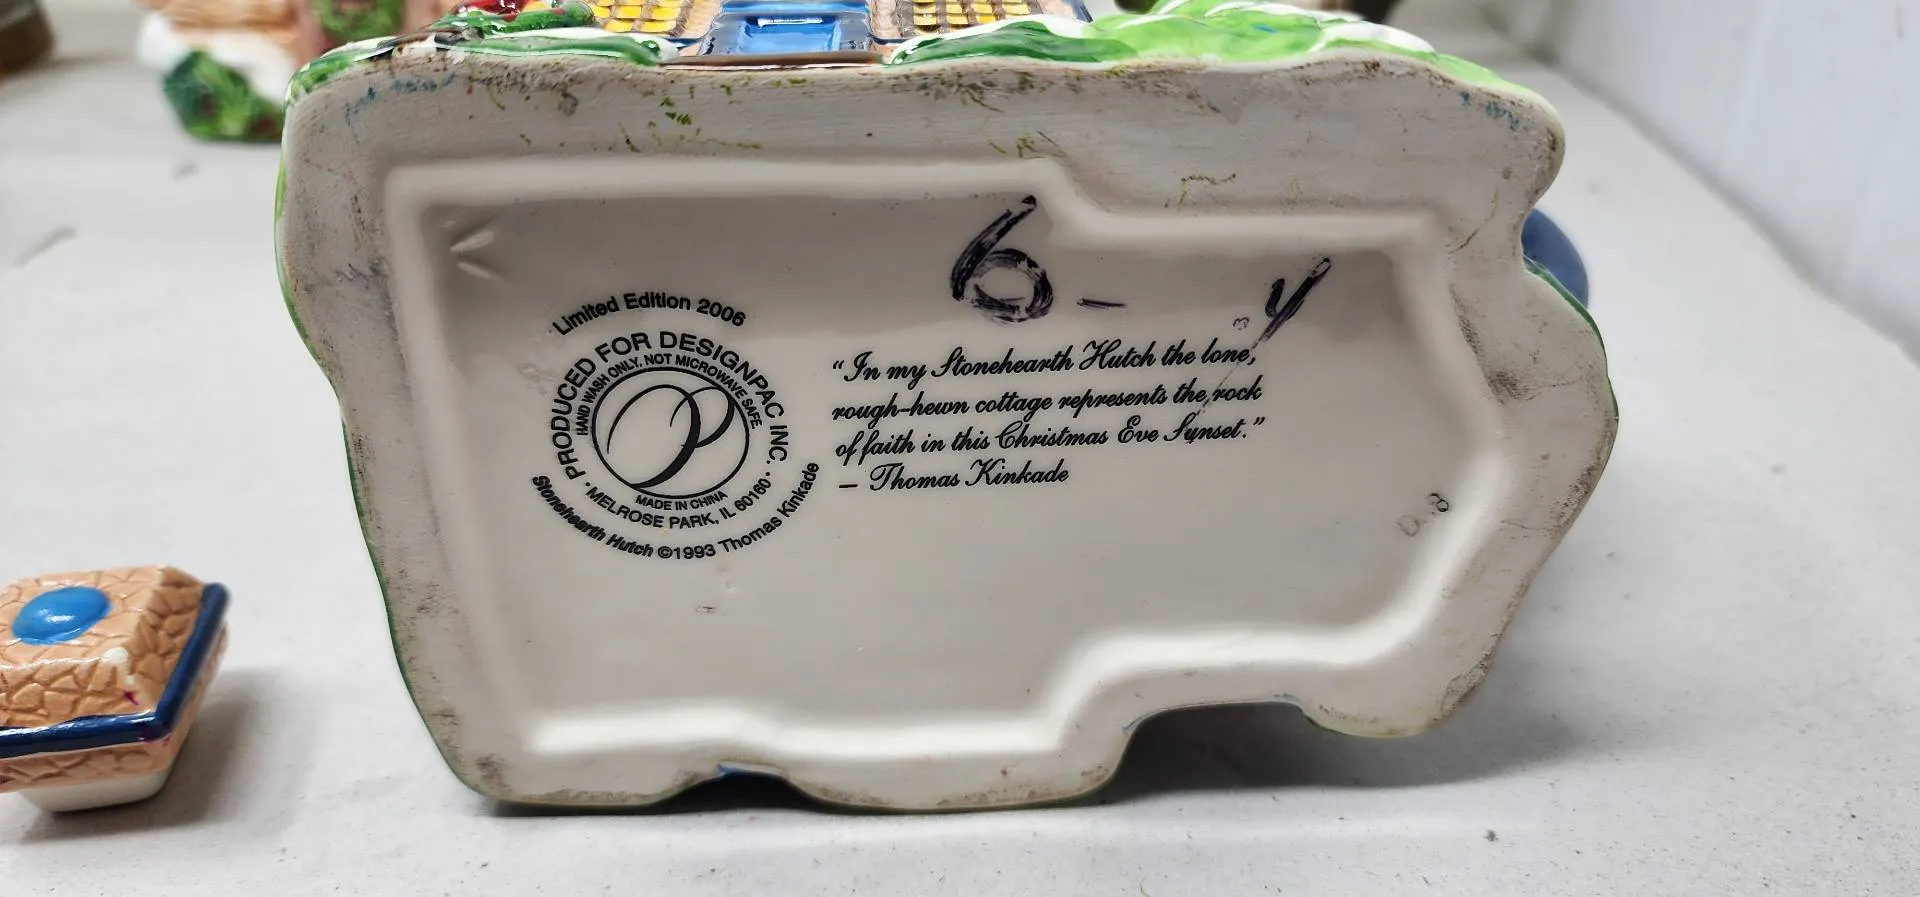 6 - y
Limited Edition 2006
PRODUCED FOR DESIGNPAC INC.
HAND WASH ONLY. NOT MICROWAVE SAFE
P
MADE IN CHINA
· MELROSE PARK, IL 60160 ·
Stonehearth Hutch ©1993 Thomas Kinkade
“In my Stonehearth Hutch the lone,
rough-hewn cottage represents the rock
of faith in this Christmas Eve Sunset.”
– Thomas Kinkade